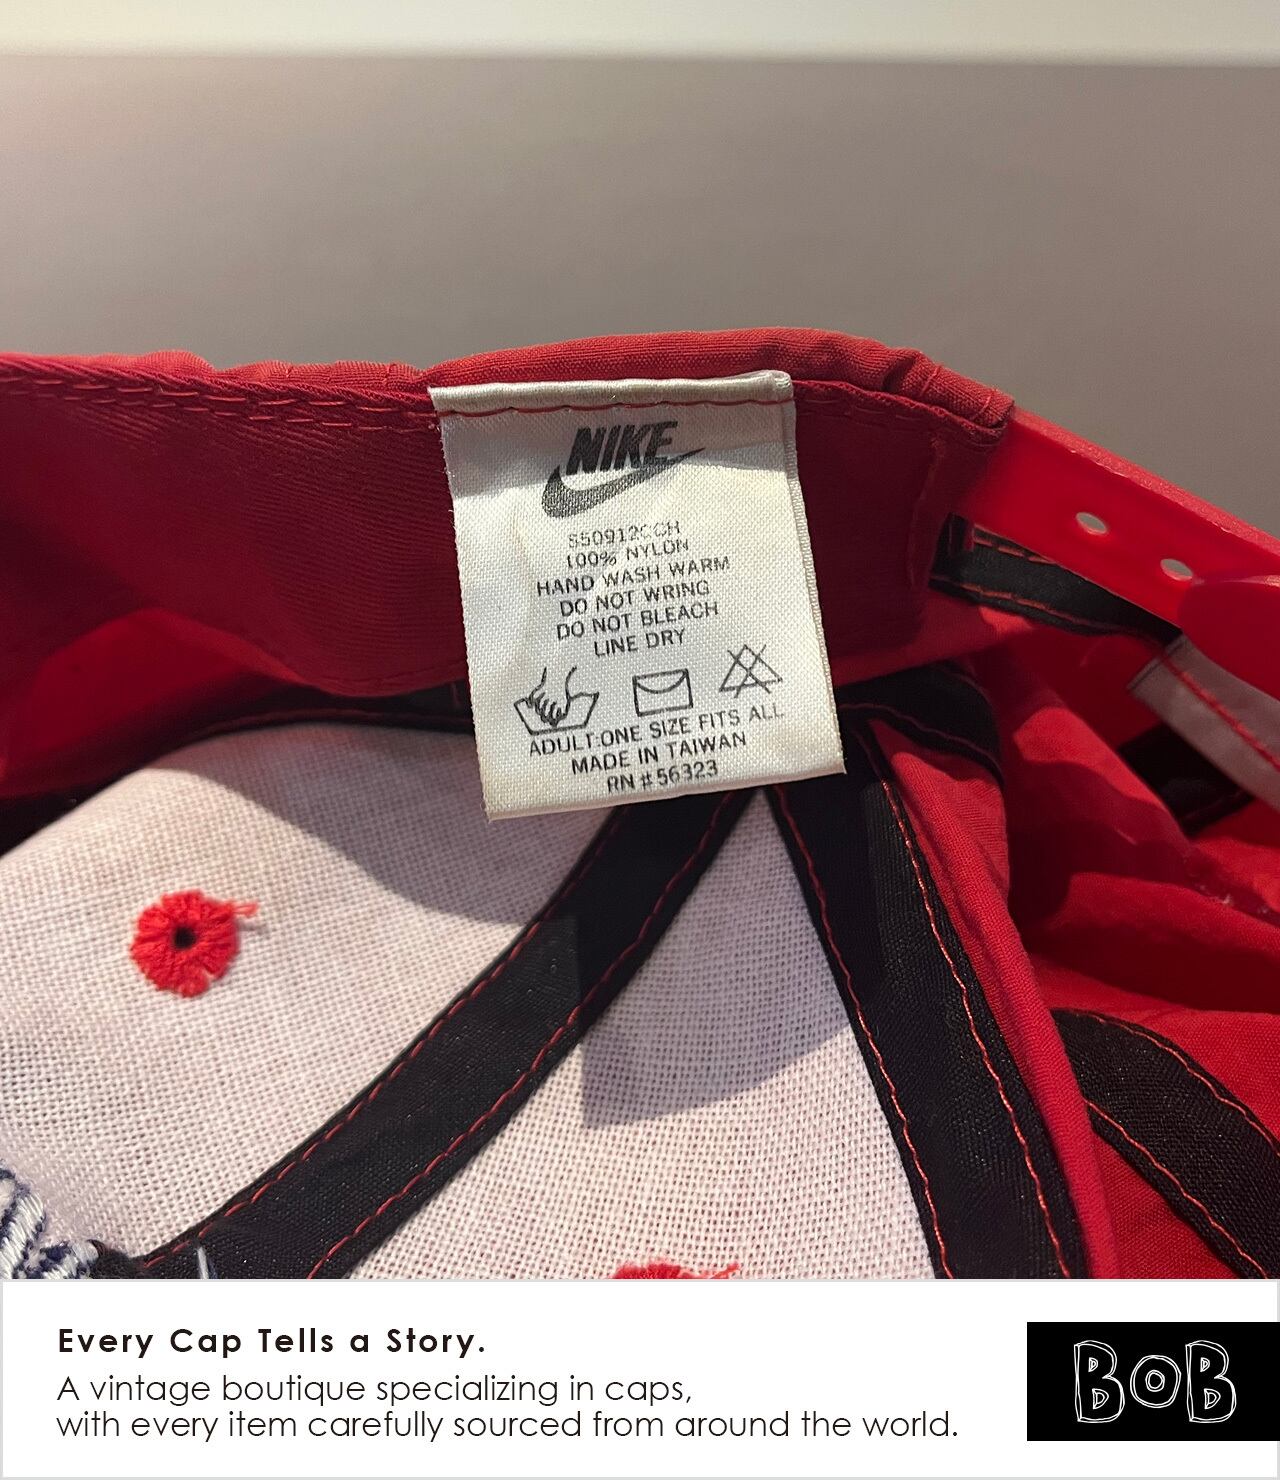 NIKE
S50912CCH
100% NYLON
HAND WASH WARM
DO NOT WRING
DO NOT BLEACH
LINE DRY
ADULT-ONE SIZE FITS ALL
MADE IN TAIWAN
RN # 56323
Every Cap Tells a Story.
A vintage boutique specializing in caps,
with every item carefully sourced from around the world.
BOB